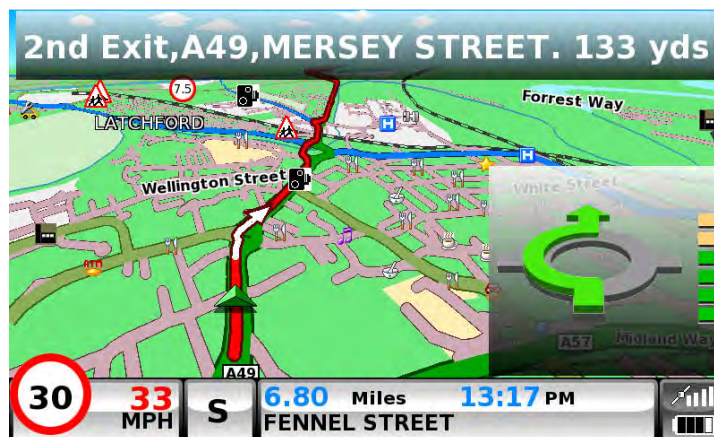 2nd Exit,A49,MERSEY STREET. 133 yds
7.5
Forrest Way
LATCHFORD
H
H
Wellington Street
White Street
ATM
A57 Midland Way
A49
30
33
MPH
S
6.80 Miles 13:17 PM
FENNEL STREET